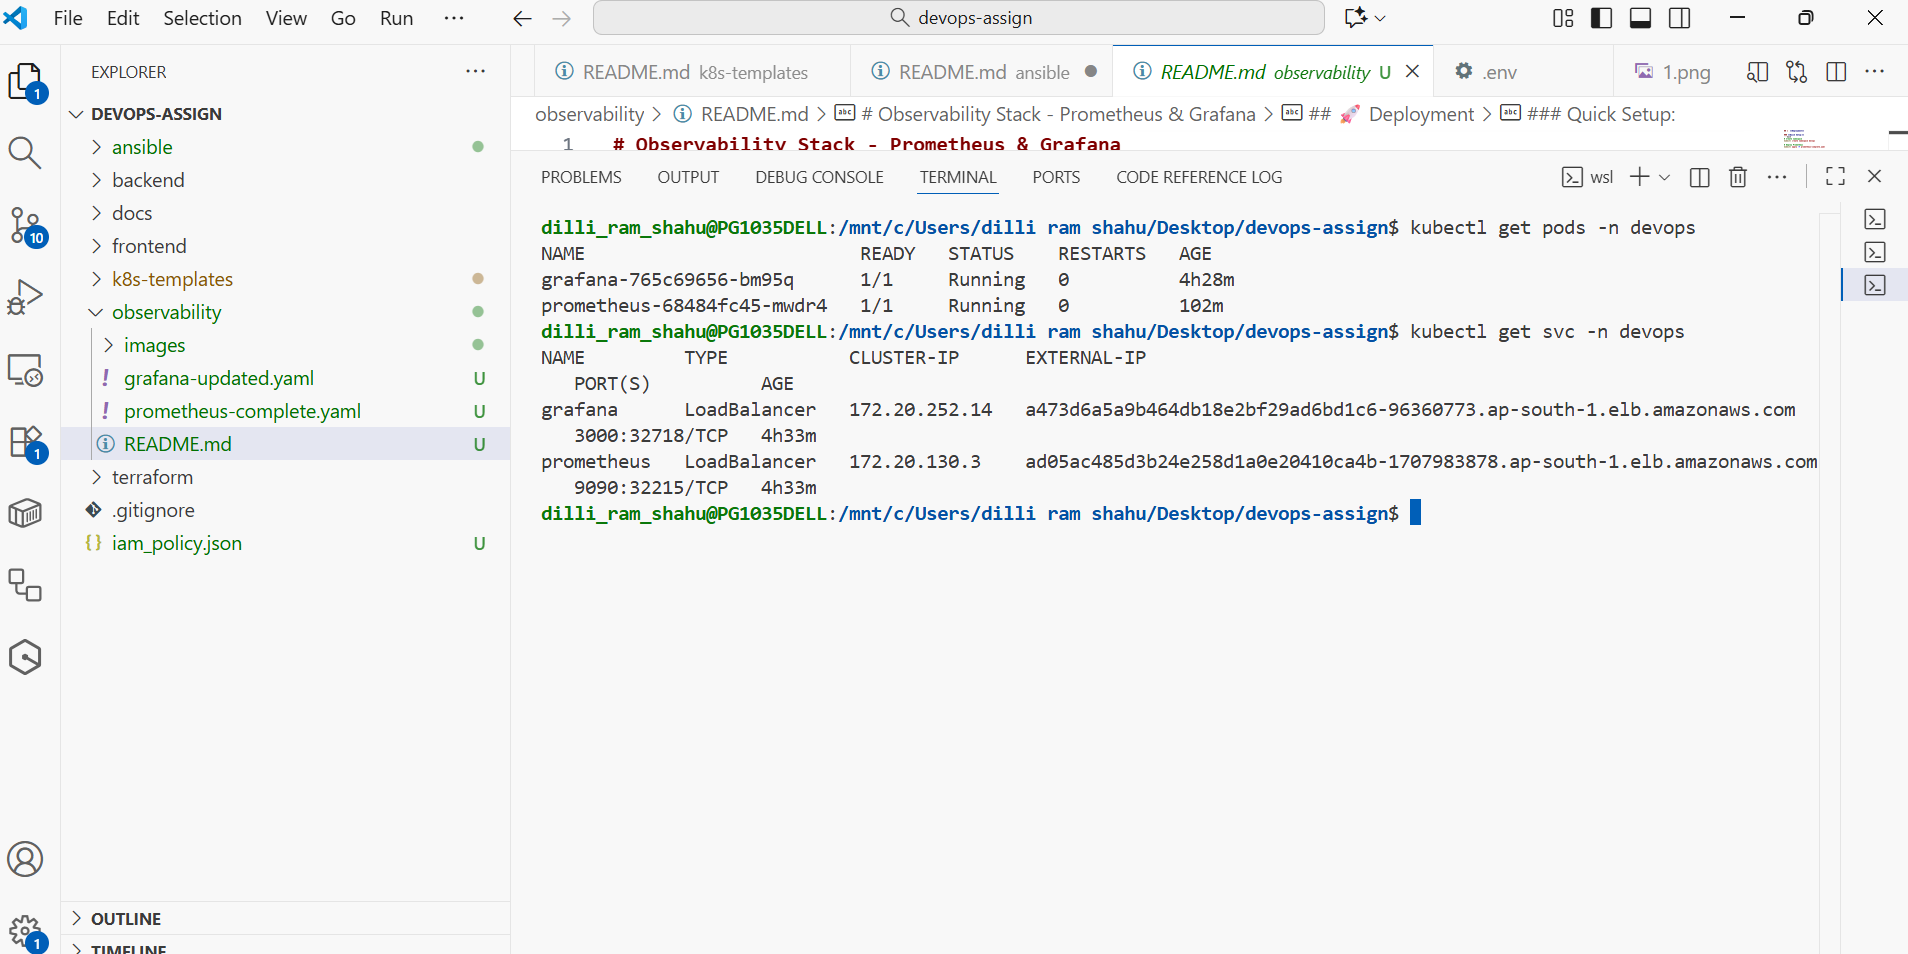 File Edit Selection View Go Run ··· devops-assign
EXPLORER ···
DEVOPS-ASSIGN
ansible
backend
docs
frontend
k8s-templates
observability
images
! grafana-updated.yaml U
! prometheus-complete.yaml U
README.md U
terraform
.gitignore
{} iam_policy.json U
OUTLINE
TIMELINE
1
10
1
1
README.md k8s-templates README.md ansible README.md observability U .env 1.png
observability > README.md > # Observability Stack - Prometheus & Grafana > ## 🚀 Deployment > ### Quick Setup:
1 # Observability Stack - Prometheus & Grafana
PROBLEMS OUTPUT DEBUG CONSOLE TERMINAL PORTS CODE REFERENCE LOG wsl
dilli_ram_shahu@PG1035DELL:/mnt/c/Users/dilli ram shahu/Desktop/devops-assign$ kubectl get pods -n devops
NAME READY STATUS RESTARTS AGE
grafana-765c69656-bm95q 1/1 Running 0 4h28m
prometheus-68484fc45-mwdr4 1/1 Running 0 102m
dilli_ram_shahu@PG1035DELL:/mnt/c/Users/dilli ram shahu/Desktop/devops-assign$ kubectl get svc -n devops
NAME TYPE CLUSTER-IP EXTERNAL-IP
PORT(S) AGE
grafana LoadBalancer 172.20.252.14 a473d6a5a9b464db18e2bf29ad6bd1c6-96360773.ap-south-1.elb.amazonaws.com
3000:32718/TCP 4h33m
prometheus LoadBalancer 172.20.130.3 ad05ac485d3b24e258d1a0e20410ca4b-1707983878.ap-south-1.elb.amazonaws.com
9090:32215/TCP 4h33m
dilli_ram_shahu@PG1035DELL:/mnt/c/Users/dilli ram shahu/Desktop/devops-assign$